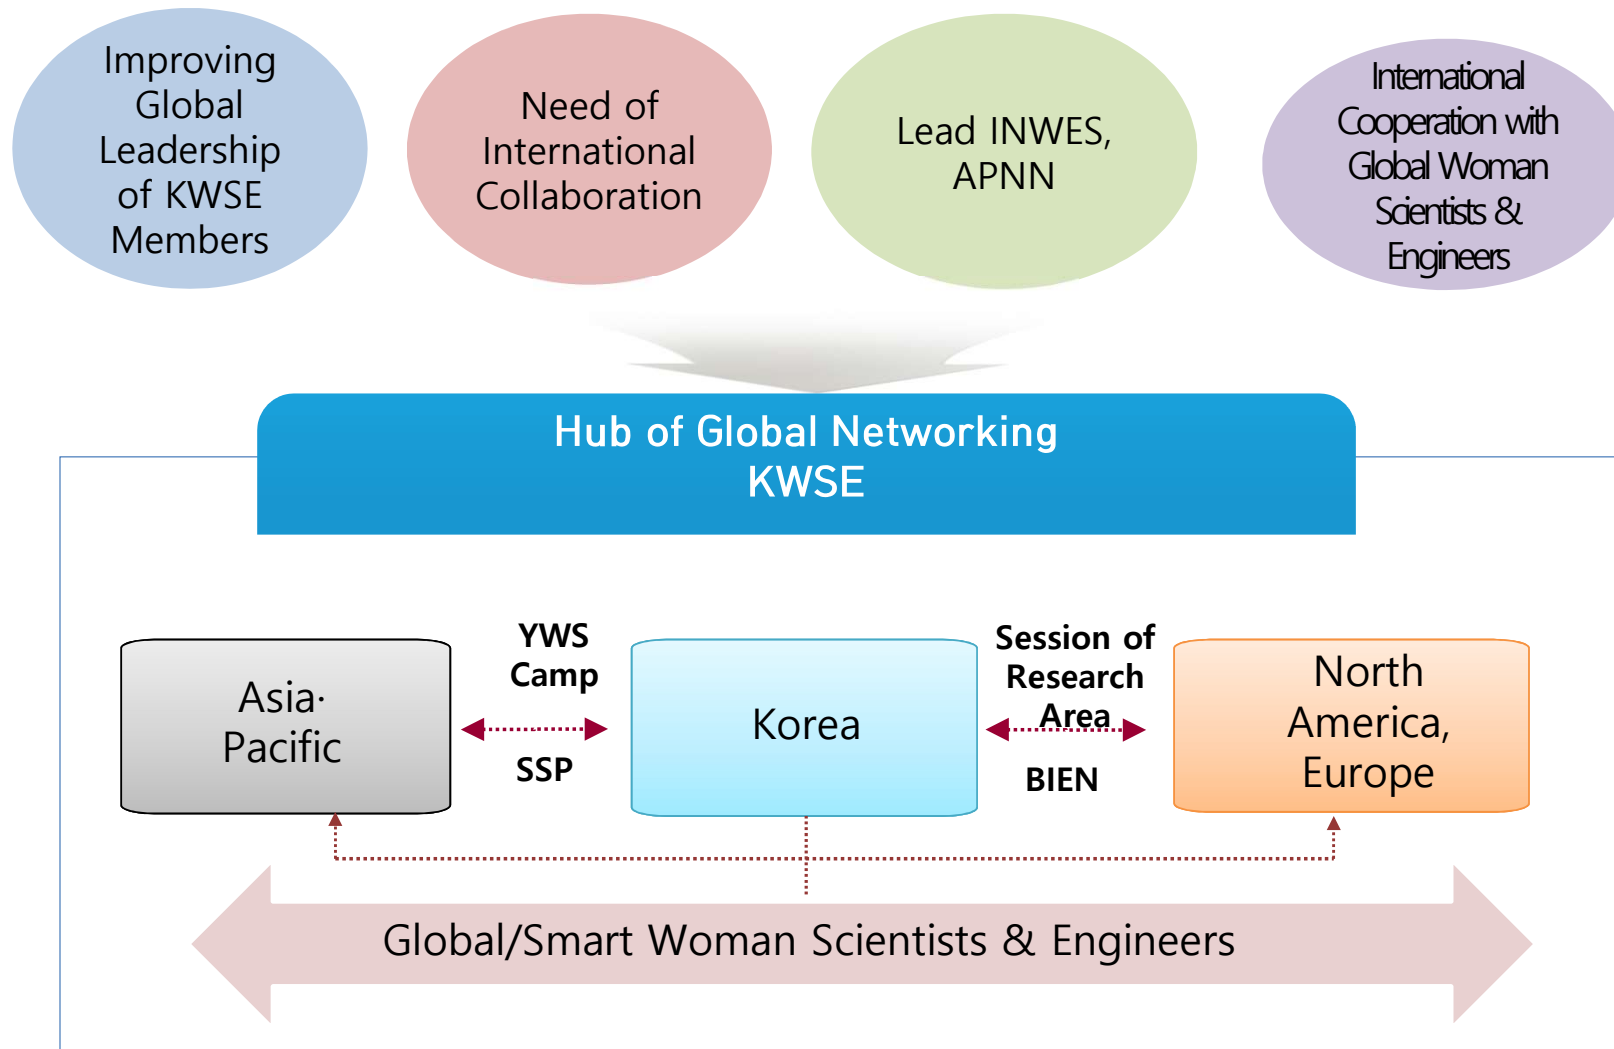 Improving
Global
Leadership
of KWSE
Members
Need of
International
Collaboration
Lead INWES,
APNN
International
Cooperation with
Global Woman
Scientists &
Engineers
Hub of Global Networking
KWSE
Asia·
Pacific
YWS
Camp
SSP
Korea
Session of
Research
Area
BIEN
North
America,
Europe
Global/Smart Woman Scientists & Engineers